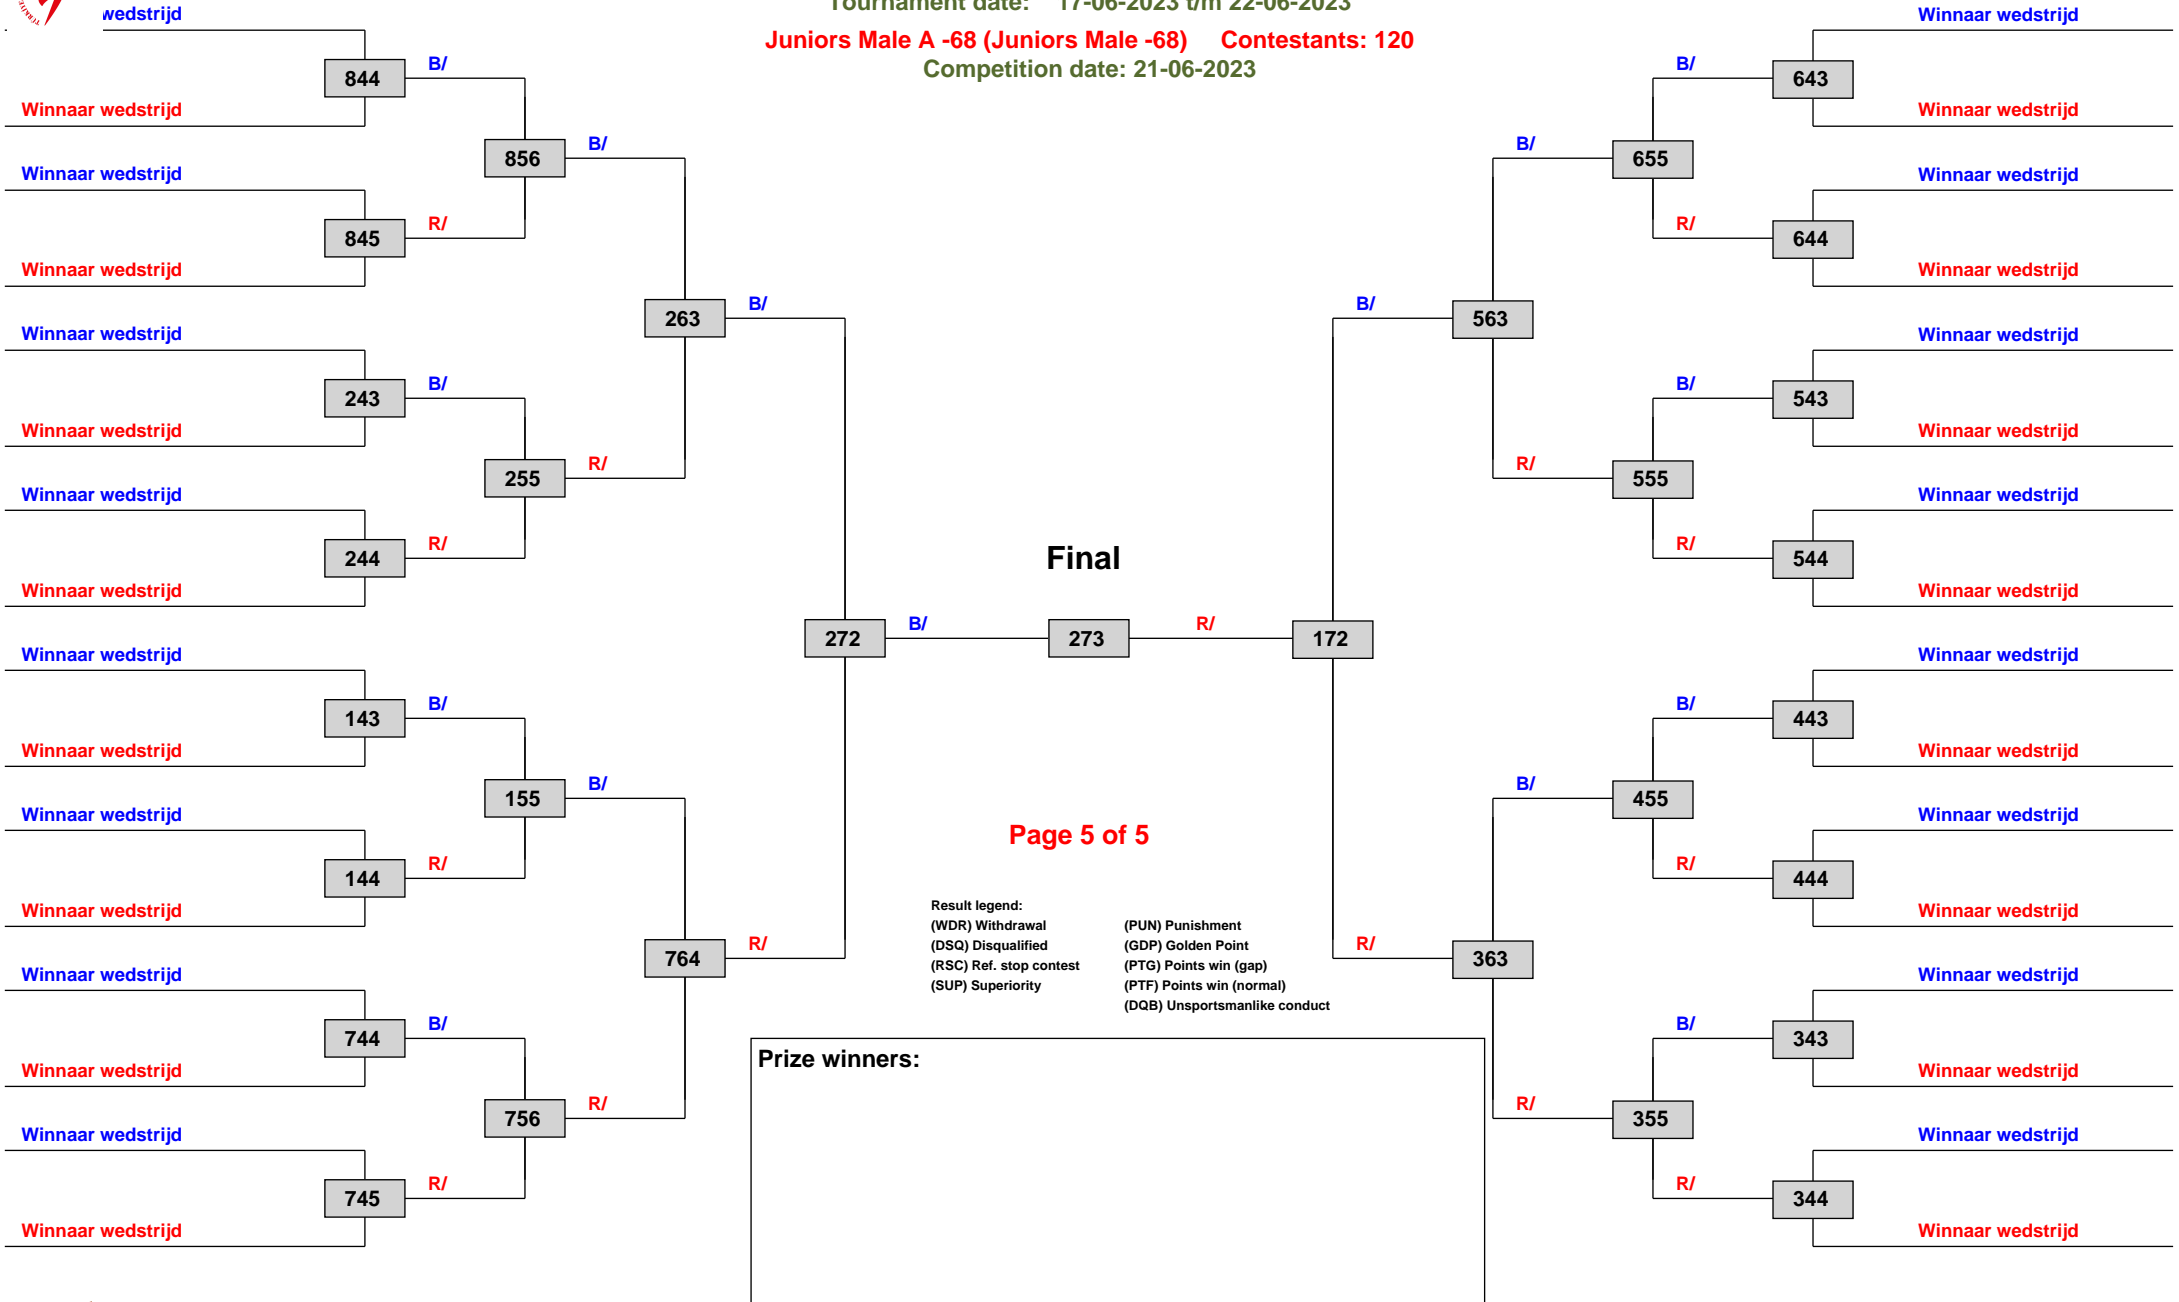 Tournament date: 17-06-2023 t/m 22-06-2023
Juniors Male A -68 (Juniors Male -68) Contestants: 120
Competition date: 21-06-2023
wedstrijd
844
B/
Winnaar wedstrijd
856
B/
Winnaar wedstrijd
845
R/
Winnaar wedstrijd
263
B/
Winnaar wedstrijd
243
B/
Winnaar wedstrijd
255
R/
Winnaar wedstrijd
244
R/
Winnaar wedstrijd
272
B/
Winnaar wedstrijd
143
B/
Winnaar wedstrijd
155
B/
Winnaar wedstrijd
144
R/
Winnaar wedstrijd
764
R/
Winnaar wedstrijd
744
B/
Winnaar wedstrijd
756
R/
Winnaar wedstrijd
745
R/
Winnaar wedstrijd
Final
273
R/
172
Winnaar wedstrijd
B/
643
Winnaar wedstrijd
B/
655
Winnaar wedstrijd
R/
644
Winnaar wedstrijd
B/
563
Winnaar wedstrijd
B/
543
Winnaar wedstrijd
R/
555
Winnaar wedstrijd
R/
544
Winnaar wedstrijd
Winnaar wedstrijd
B/
443
Winnaar wedstrijd
B/
455
Winnaar wedstrijd
R/
444
Winnaar wedstrijd
R/
363
Winnaar wedstrijd
B/
343
Winnaar wedstrijd
R/
355
Winnaar wedstrijd
R/
344
Winnaar wedstrijd
Page 5 of 5
Result legend:
(WDR) Withdrawal (PUN) Punishment
(DSQ) Disqualified (GDP) Golden Point
(RSC) Ref. stop contest (PTG) Points win (gap)
(SUP) Superiority (PTF) Points win (normal)
(DQB) Unsportsmanlike conduct
Prize winners: